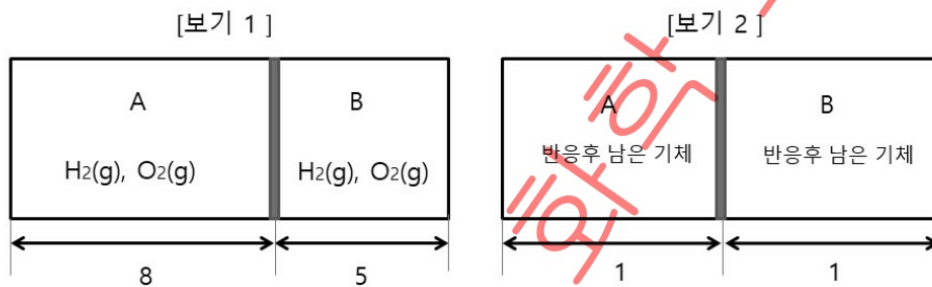 [보기 1 ]
[보기 2 ]
A
B
A
B
H2(g), O2(g)
H2(g), O2(g)
반응후 남은 기체
반응후 남은 기체
8
5
1
1
화학